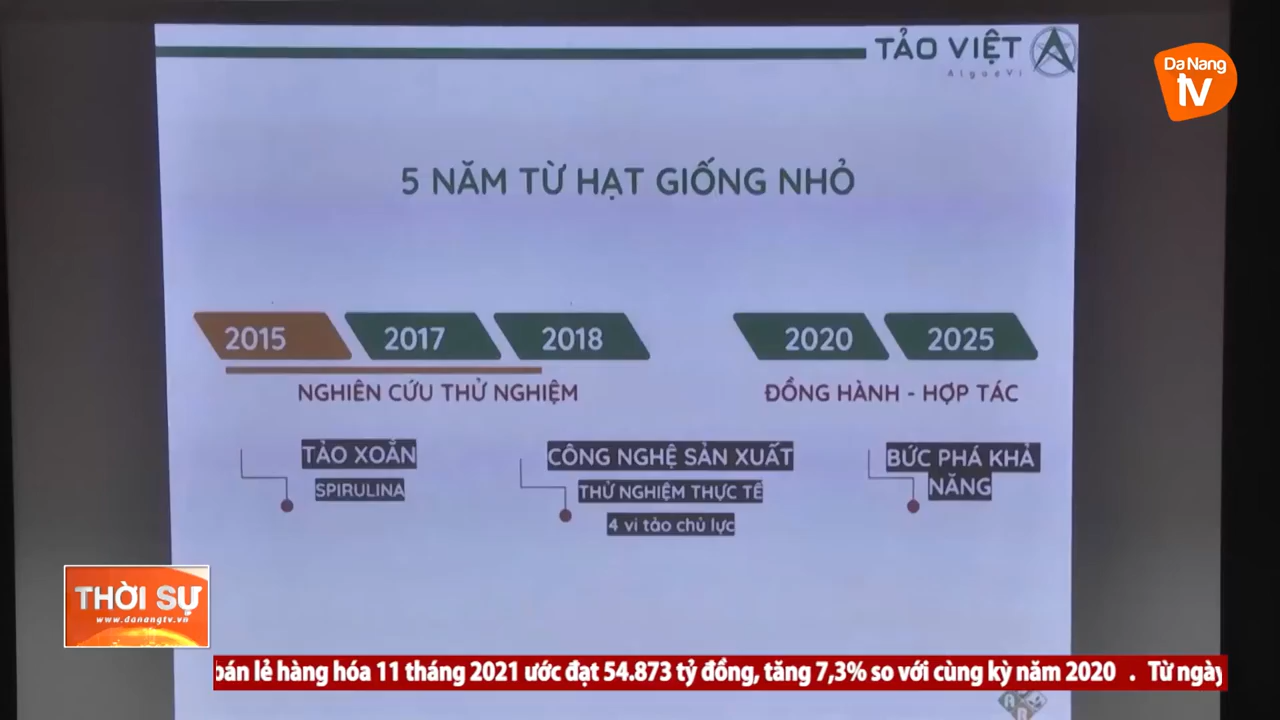 TẢO VIỆT
AlgaeVi
Da Nang
tv
5 NĂM TỪ HẠT GIỐNG NHỎ
2015
2017
2018
2020
2025
NGHIÊN CỨU THỬ NGHIỆM
ĐỒNG HÀNH - HỢP TÁC
TẢO XOẮN
SPIRULINA
CÔNG NGHỆ SẢN XUẤT
THỬ NGHIỆM THỰC TẾ
4 vi tảo chủ lực
BỨC PHÁ KHẢ
NĂNG
THỜI SỰ
www.danangtv.vn
bán lẻ hàng hóa 11 tháng 2021 ước đạt 54.873 tỷ đồng, tăng 7,3% so với cùng kỳ năm 2020 . Từ ngày